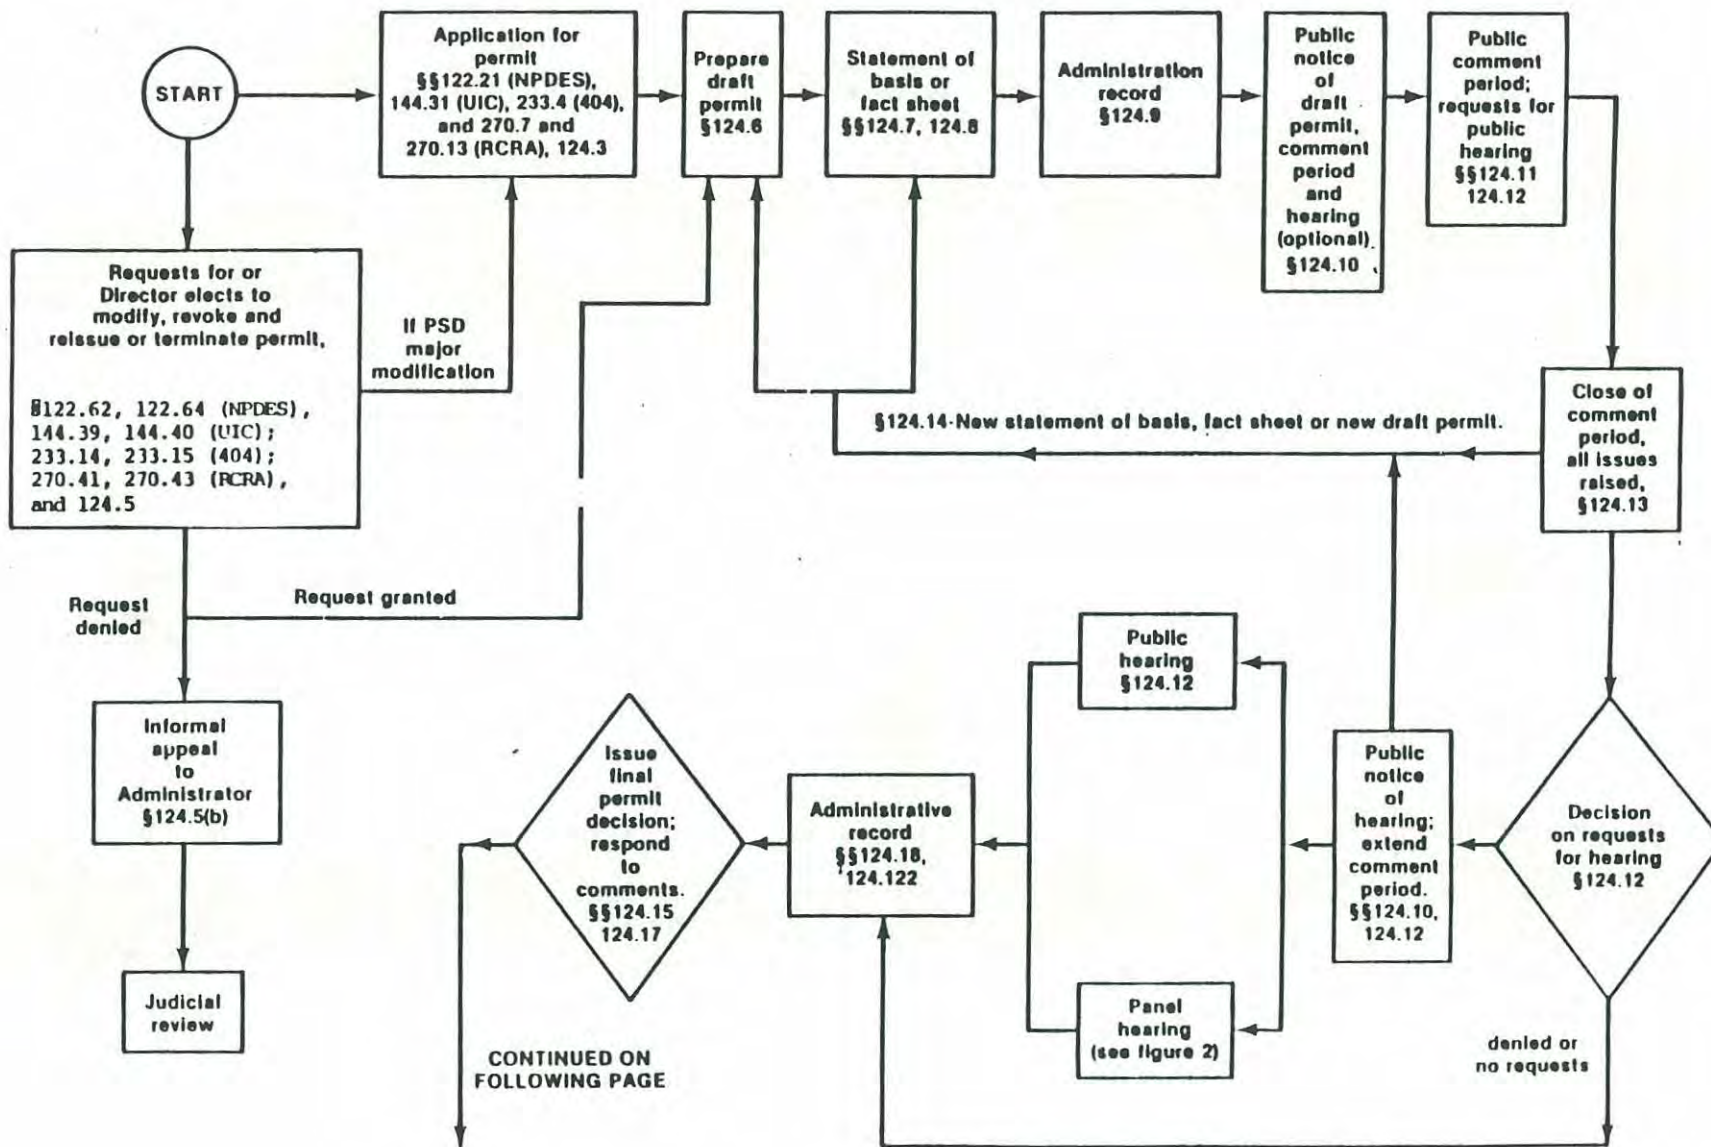 START
Application for
permit
§§122.21 (NPDES),
144.31 (UIC), 233.4 (404),
and 270.7 and
270.13 (RCRA), 124.3
Prepare
draft
permit
§124.6
Statement of
basis or
fact sheet
§§124.7, 124.8
Administration
record
§124.9
Public
notice
of
draft
permit,
comment
period
and
hearing
(optional).
§124.10
Public
comment
period;
requests for
public
hearing
§§124.11
124.12
Requests for or
Director elects to
modify, revoke and
reissue or terminate permit,
§122.62, 122.64 (NPDES),
144.39, 144.40 (UIC);
233.14, 233.15 (404);
270.41, 270.43 (RCRA),
and 124.5
If PSD
major
modification
§124.14-New statement of basis, fact sheet or new draft permit.
Close of
comment
period,
all issues
raised,
§124.13
Request
denied
Request granted
Informal
appeal
to
Administrator
§124.5(b)
Judicial
review
Issue
final
permit
decision;
respond
to
comments.
§§124.15
124.17
Administrative
record
§§124.18,
124.122
Public
hearing
§124.12
Panel
hearing
(see figure 2)
Public
notice
of
hearing;
extend
comment
period.
§§124.10,
124.12
Decision
on requests
for hearing
§124.12
denied or
no requests
CONTINUED ON
FOLLOWING PAGE